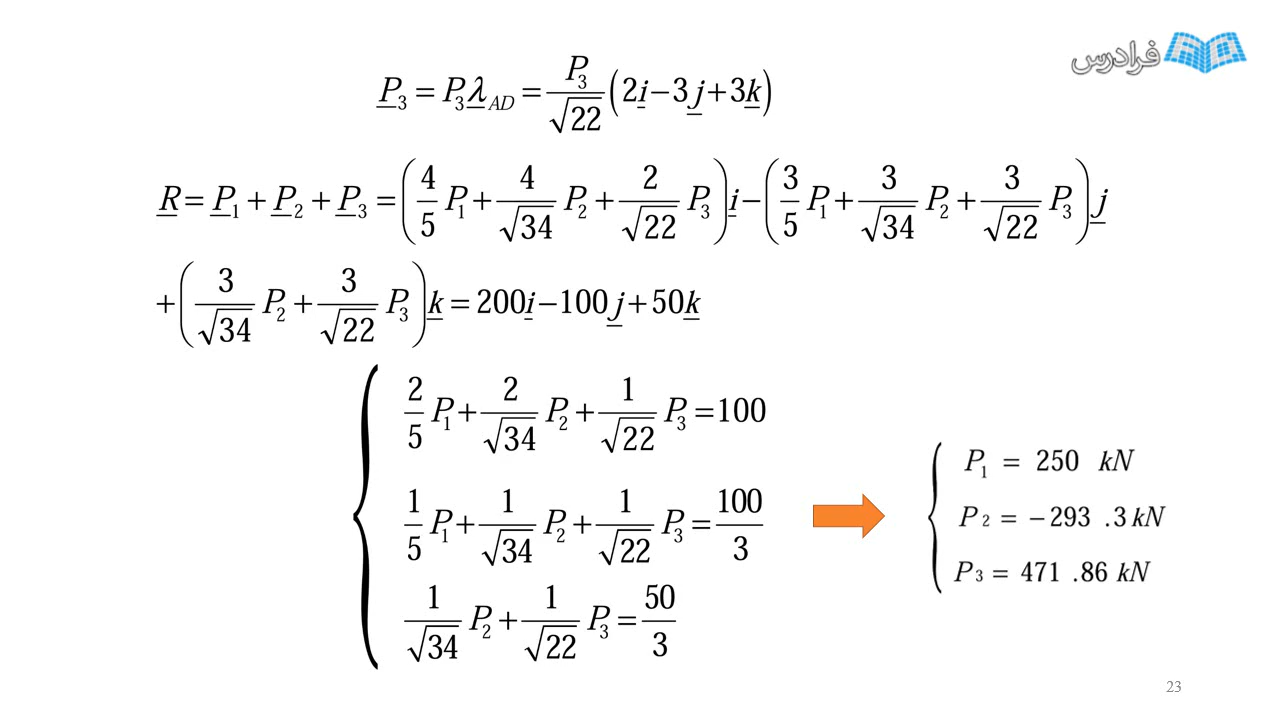 فرادرس
P₃ = P₃λ_AD = P₃/√22 (2i−3j+3k)
R = P₁ + P₂ + P₃ = (4/5 P₁ + 4/√34 P₂ + 2/√22 P₃) i − (3/5 P₁ + 3/√34 P₂ + 3/√22 P₃) j
+ (3/√34 P₂ + 3/√22 P₃) k = 200i−100j+50k
2/5 P₁ + 2/√34 P₂ + 1/√22 P₃ = 100
1/5 P₁ + 1/√34 P₂ + 1/√22 P₃ = 100/3
1/√34 P₂ + 1/√22 P₃ = 50/3
P₁ = 250 kN
P₂ = −293 .3 kN
P₃ = 471 .86 kN
23